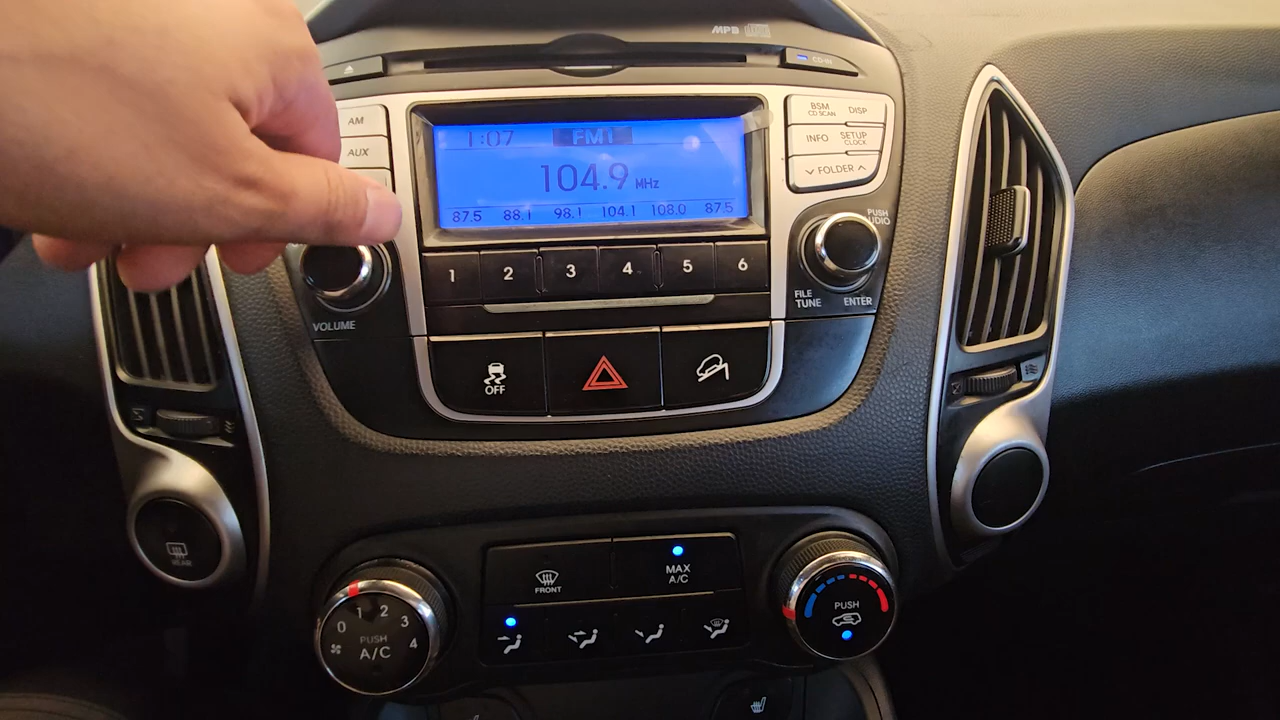 MP3
CD-IN
AM
AUX
1:07 FM1
104.9 MHz
87.5 88.1 98.1 104.1 108.0 87.5
BSM DISP
CD SCAN
INFO SETUP
CLOCK
FOLDER
PUSH
AUDIO
1 2 3 4 5 6
VOLUME
FILE
TUNE
ENTER
OFF
REAR
FRONT
MAX
A/C
0 1 2 3 4
PUSH
A/C
PUSH